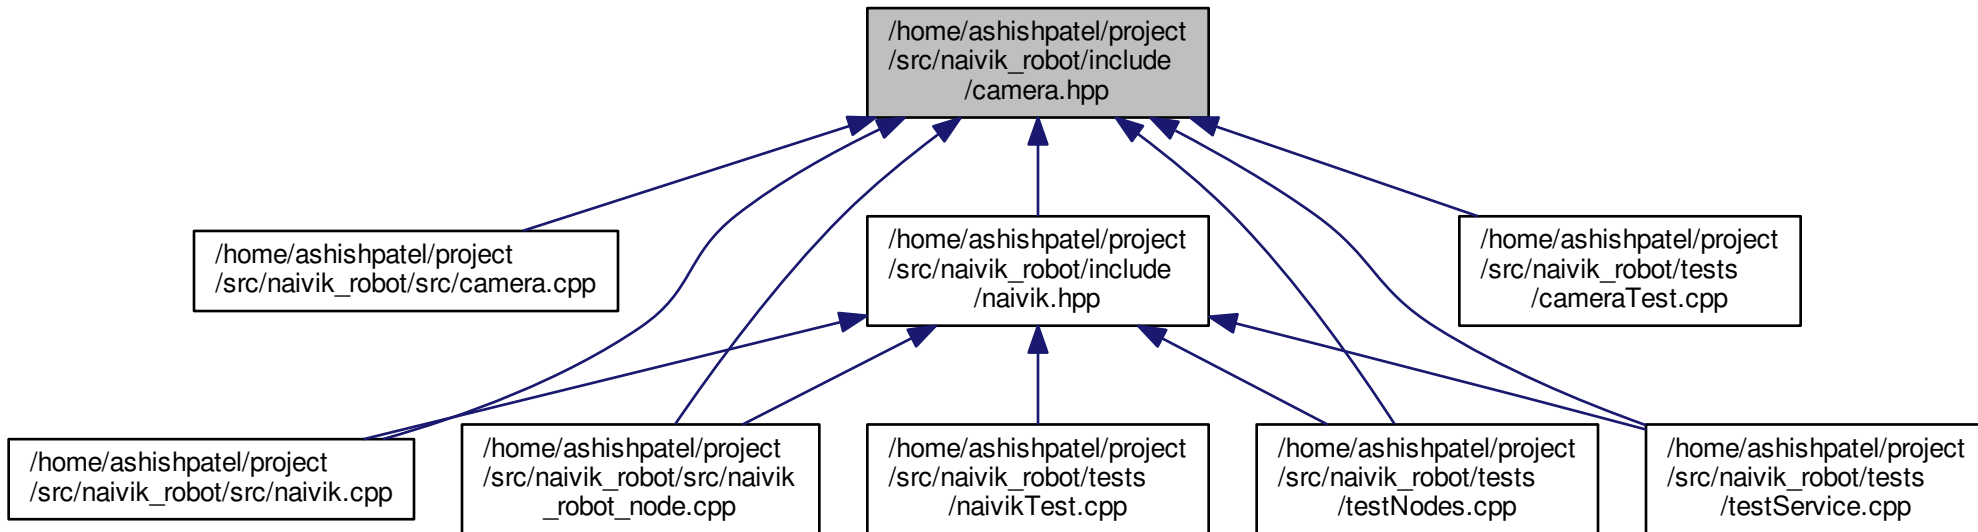 /home/ashishpatel/project
/src/naivik_robot/include
/camera.hpp
/home/ashishpatel/project
/src/naivik_robot/src/camera.cpp
/home/ashishpatel/project
/src/naivik_robot/include
/naivik.hpp
/home/ashishpatel/project
/src/naivik_robot/tests
/cameraTest.cpp
/home/ashishpatel/project
/src/naivik_robot/src/naivik.cpp
/home/ashishpatel/project
/src/naivik_robot/src/naivik
_robot_node.cpp
/home/ashishpatel/project
/src/naivik_robot/tests
/naivikTest.cpp
/home/ashishpatel/project
/src/naivik_robot/tests
/testNodes.cpp
/home/ashishpatel/project
/src/naivik_robot/tests
/testService.cpp